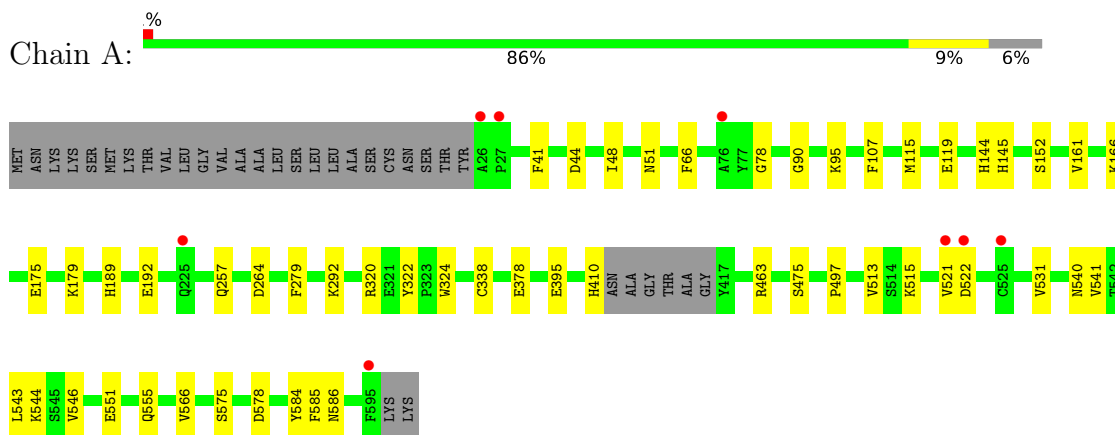 .%
Chain A:
86% 9% 6%
MET ASN LYS LYS SER MET LYS THR VAL LEU GLY VAL ALA ALA LEU SER LEU LEU ALA SER CYS ASN SER THR TYR A26 P27 F41 D44 I48 N51 F66 A76 Y77 G78 G90 K95 F107 M115 E119 H144 H145 S152 V161 K166
E175 K179 H189 E192 Q225 Q257 D264 F279 K292 R320 E321 Y322 P323 W324 C338 E378 E395 H410 ASN ALA GLY THR ALA GLY Y417 R463 S475 P497 V513 S514 K515 V521 D522 C525 V531 N540 V541 T542
L543 K544 S545 V546 E551 Q555 V566 S575 D578 Y584 F585 N586 F595 LYS LYS